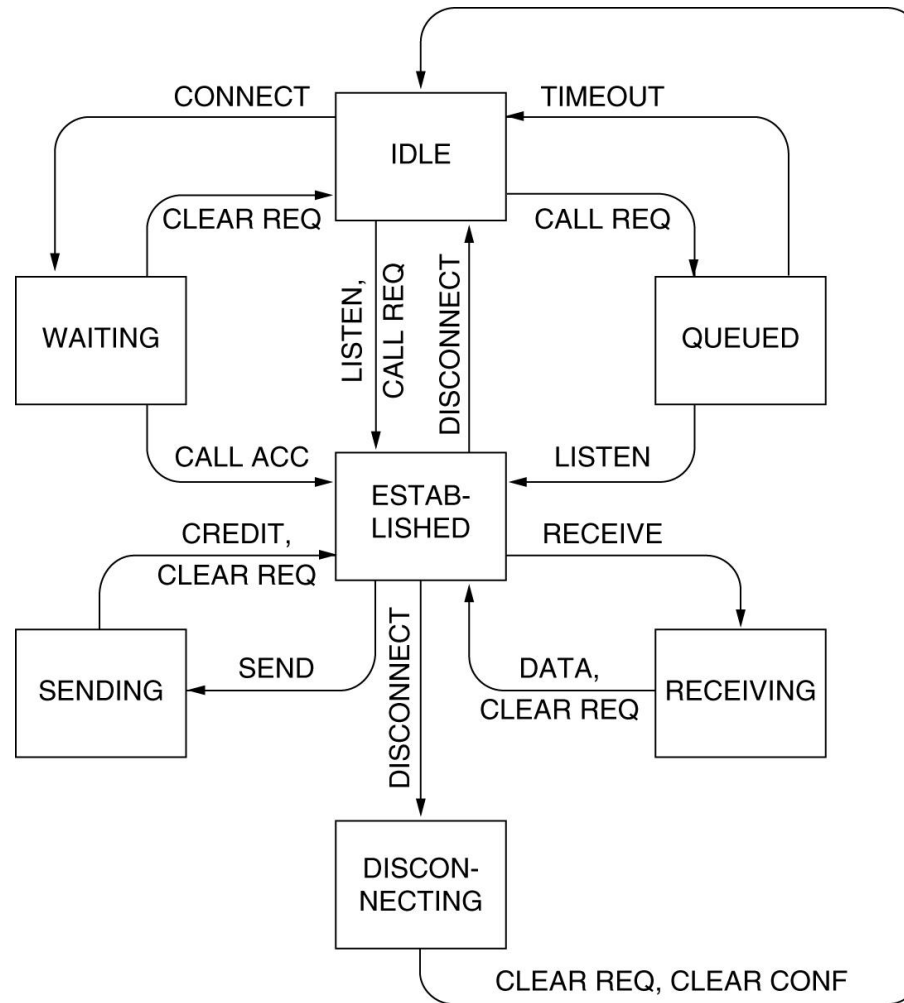 CONNECT
TIMEOUT
IDLE
CLEAR REQ
CALL REQ
LISTEN,
CALL REQ
DISCONNECT
WAITING
QUEUED
CALL ACC
LISTEN
ESTAB-
LISHED
CREDIT,
CLEAR REQ
RECEIVE
SEND
DISCONNECT
DATA,
CLEAR REQ
SENDING
RECEIVING
DISCON-
NECTING
CLEAR REQ, CLEAR CONF